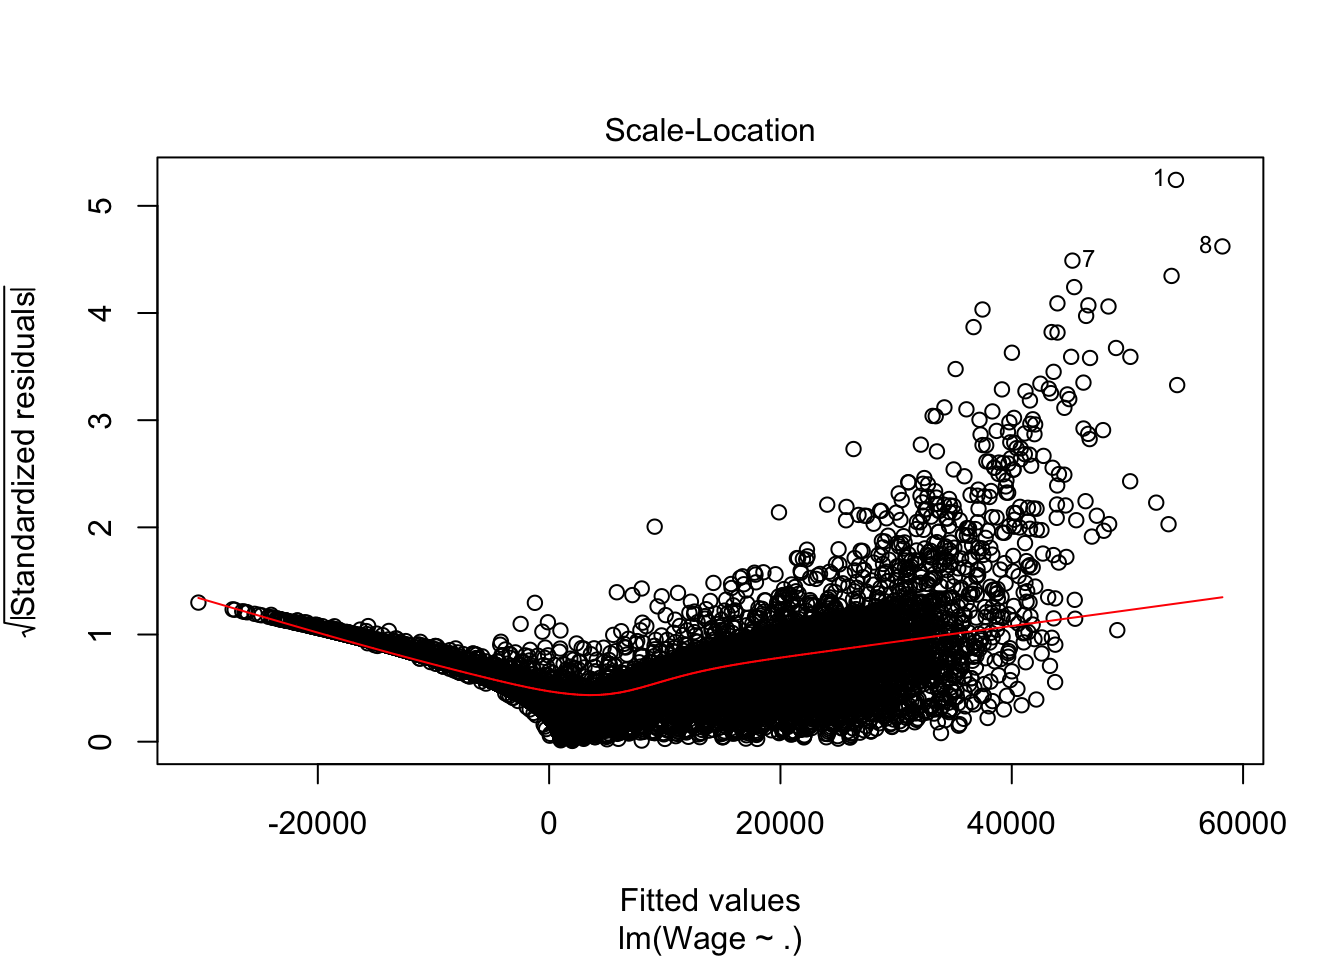 Scale-Location
√|Standardized residuals|
5
4
3
2
1
0
1
8
7
-20000 0 20000 40000 60000
Fitted values
lm(Wage ~ .)